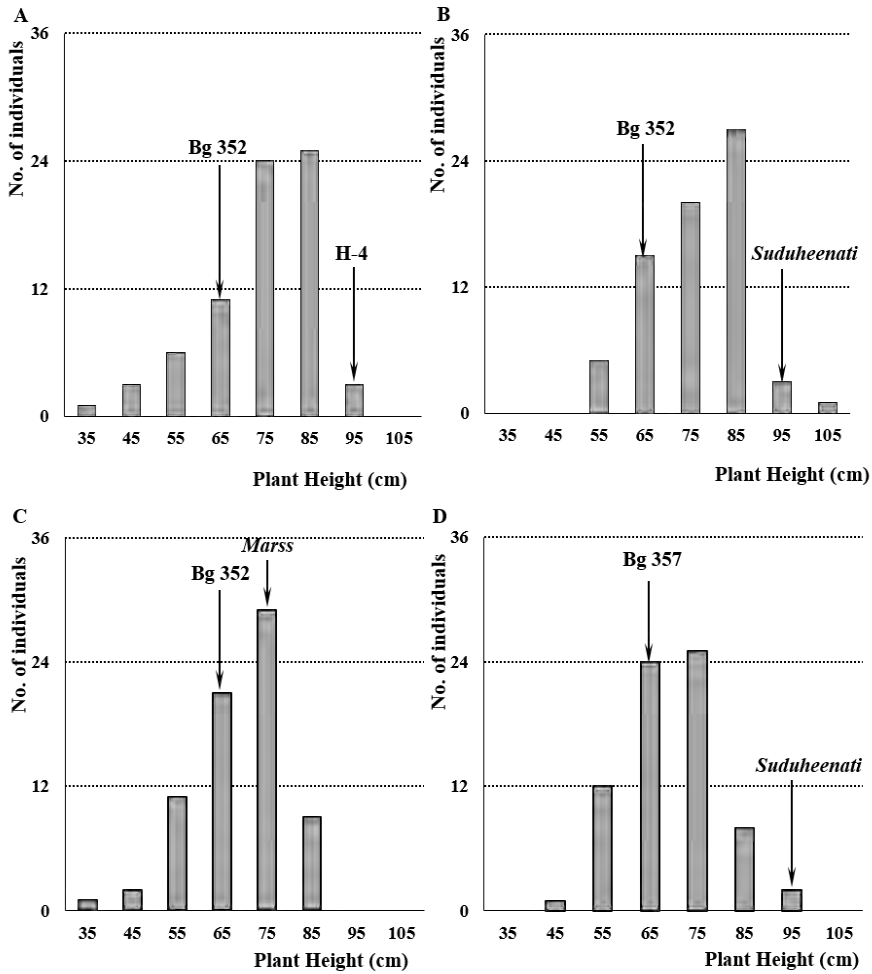 A
No. of individuals
36
24
12
0
Bg 352
H-4
35 45 55 65 75 85 95 105
Plant Height (cm)
B
No. of individuals
36
24
12
0
Bg 352
Suduheenati
35 45 55 65 75 85 95 105
Plant Height (cm)
C
No. of individuals
36
24
12
0
Marss
Bg 352
35 45 55 65 75 85 95 105
Plant Height (cm)
D
No. of individuals
36
24
12
0
Bg 357
Suduheenati
35 45 55 65 75 85 95 105
Plant Height (cm)